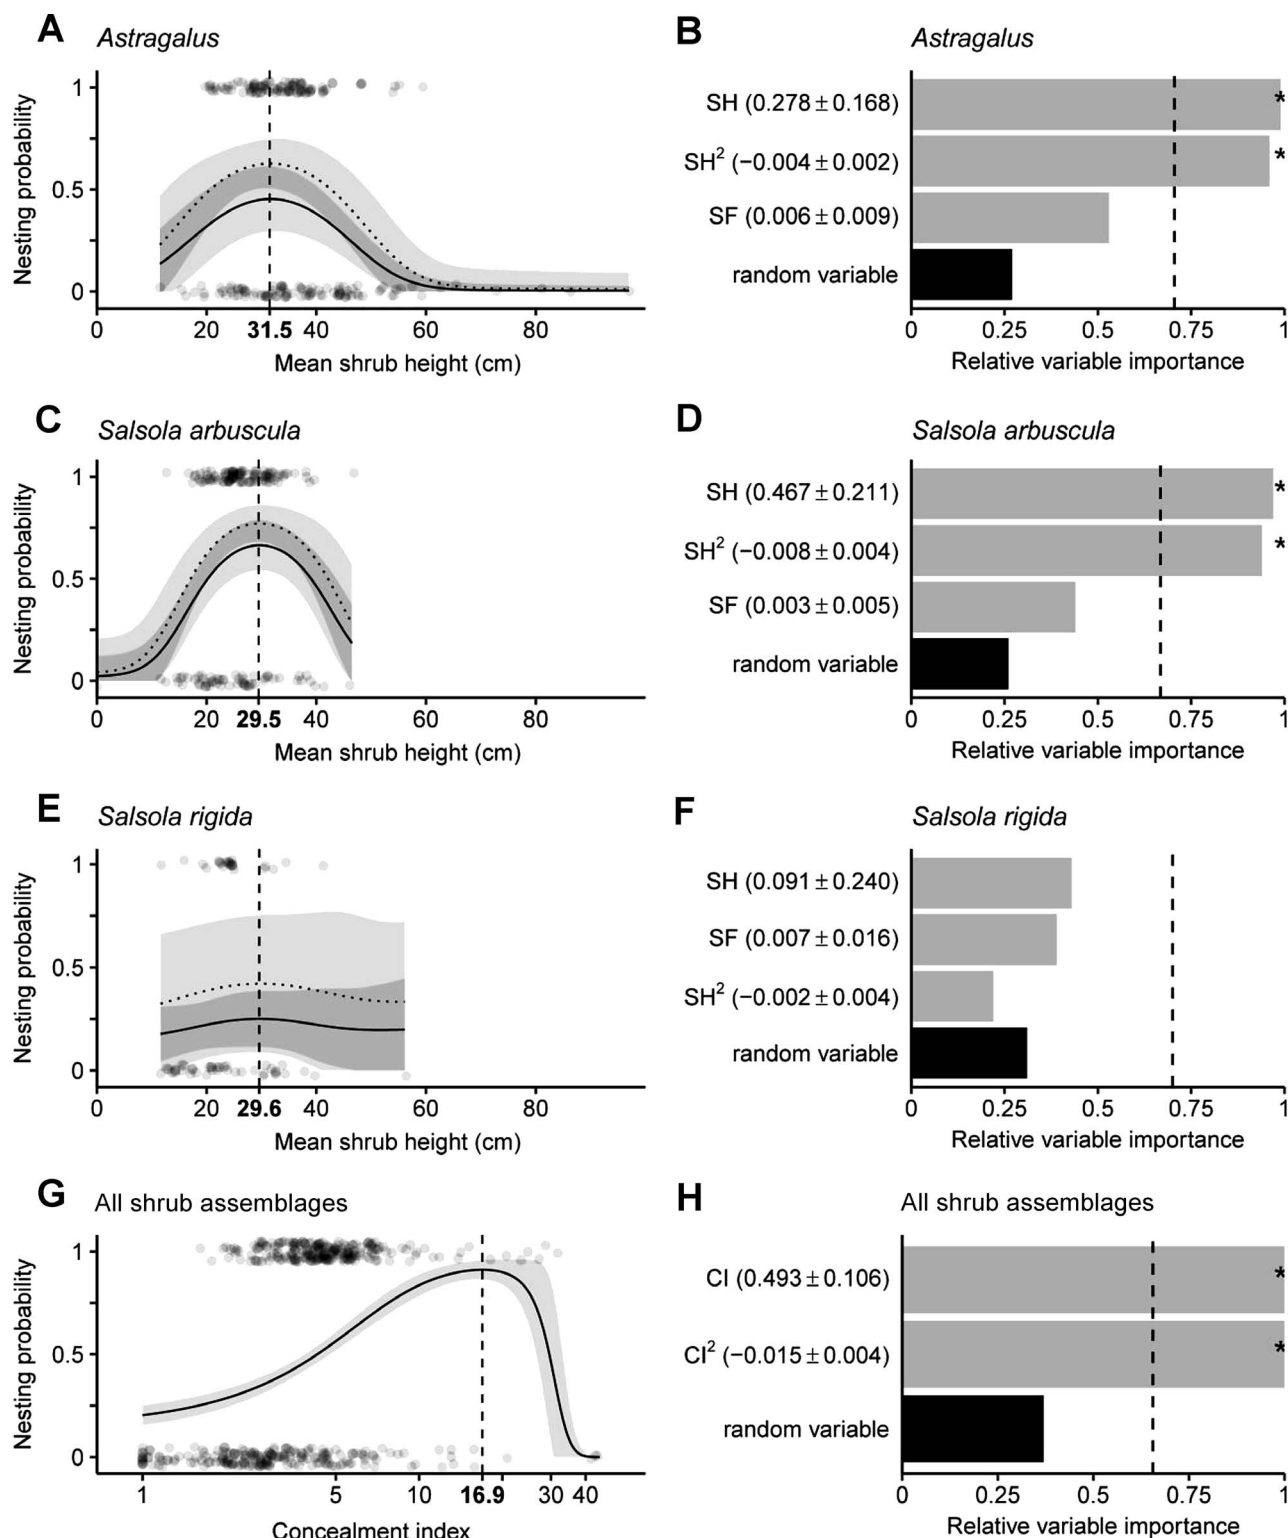 A
Astragalus
Nesting probability
1
0.5
0
0
20
31.5
40
60
80
Mean shrub height (cm)
B
Astragalus
SH (0.278±0.168)
*
SH² (−0.004±0.002)
*
SF (0.006±0.009)
random variable
0
0.25
0.5
0.75
1
Relative variable importance
C
Salsola arbuscula
Nesting probability
1
0.5
0
0
20
29.5
40
60
80
Mean shrub height (cm)
D
Salsola arbuscula
SH (0.467±0.211)
*
SH² (−0.008±0.004)
*
SF (0.003±0.005)
random variable
0
0.25
0.5
0.75
1
Relative variable importance
E
Salsola rigida
Nesting probability
1
0.5
0
0
20
29.6
40
60
80
Mean shrub height (cm)
F
Salsola rigida
SH (0.091±0.240)
SF (0.007±0.016)
SH² (−0.002±0.004)
random variable
0
0.25
0.5
0.75
1
Relative variable importance
G
All shrub assemblages
Nesting probability
1
0.5
0
1
5
10
16.9
30
40
Concealment index
H
All shrub assemblages
CI (0.493±0.106)
*
CI² (−0.015±0.004)
*
random variable
0
0.25
0.5
0.75
1
Relative variable importance